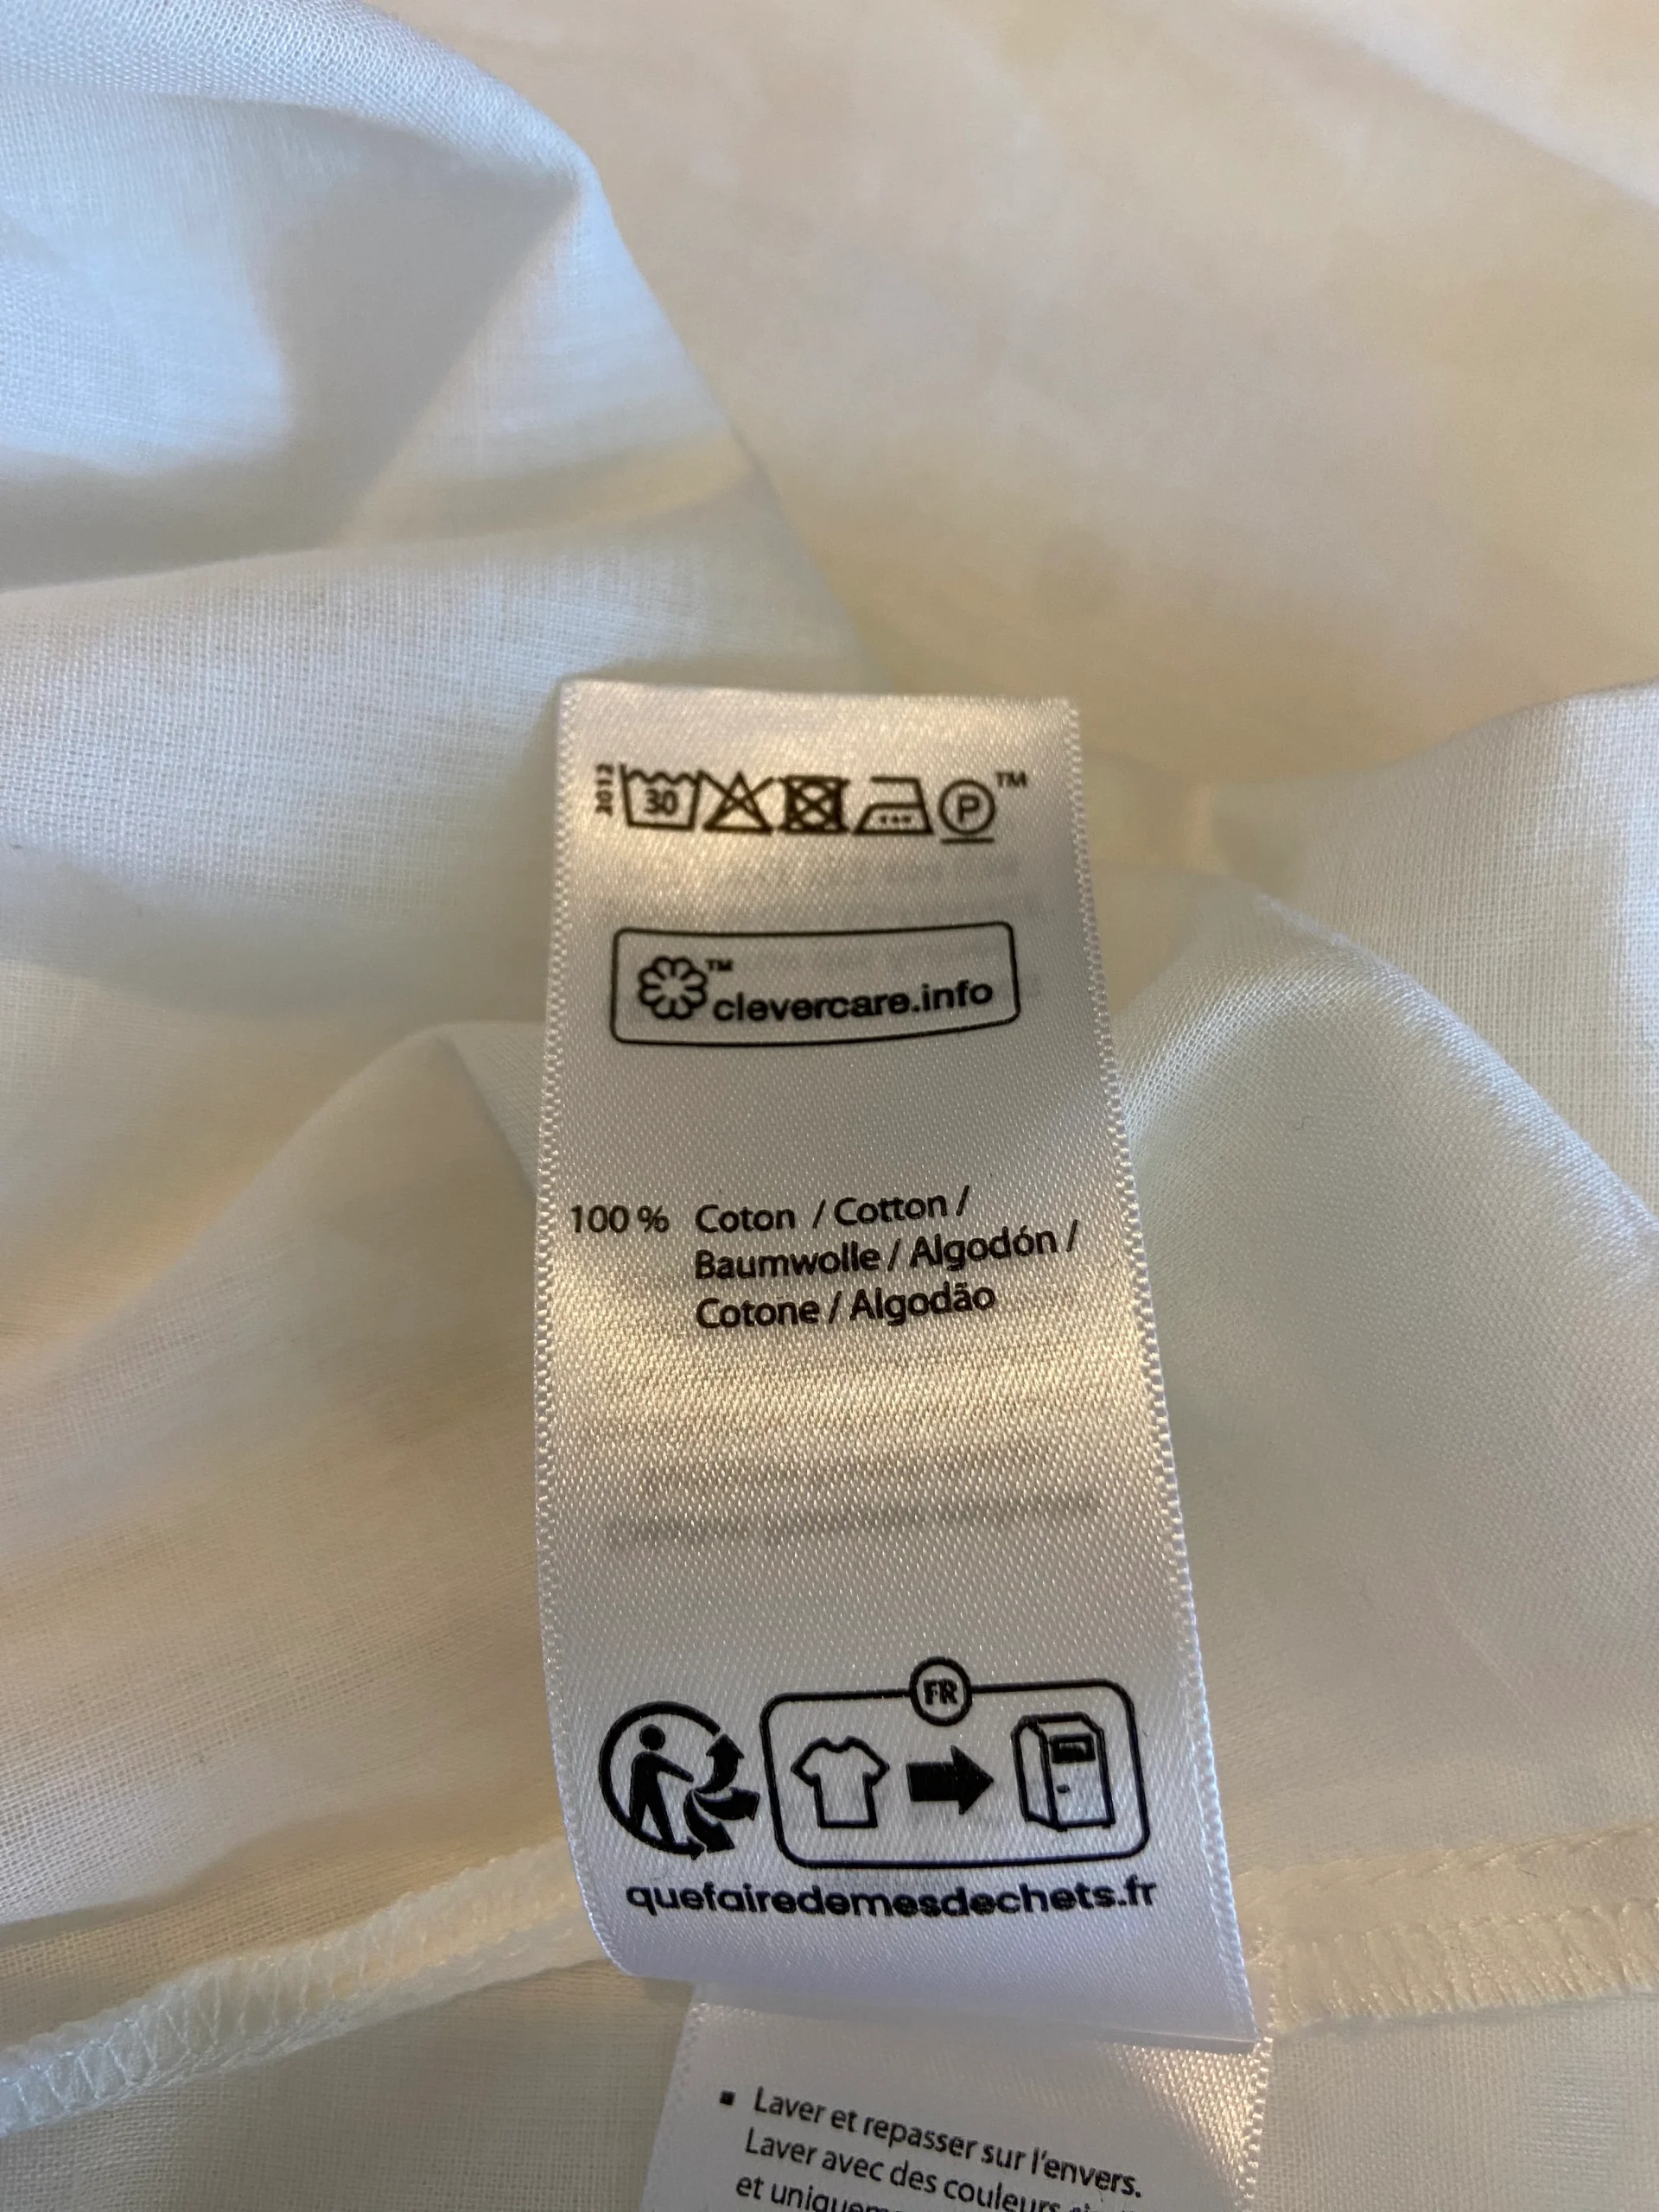 2012 30 P ™
™ clevercare.info
100 % Coton / Cotton /
Baumwolle / Algodón /
Cotone / Algodão
FR
quefairedemesdechets.fr
▪ Laver et repasser sur l'envers.
Laver avec des couleurs
et